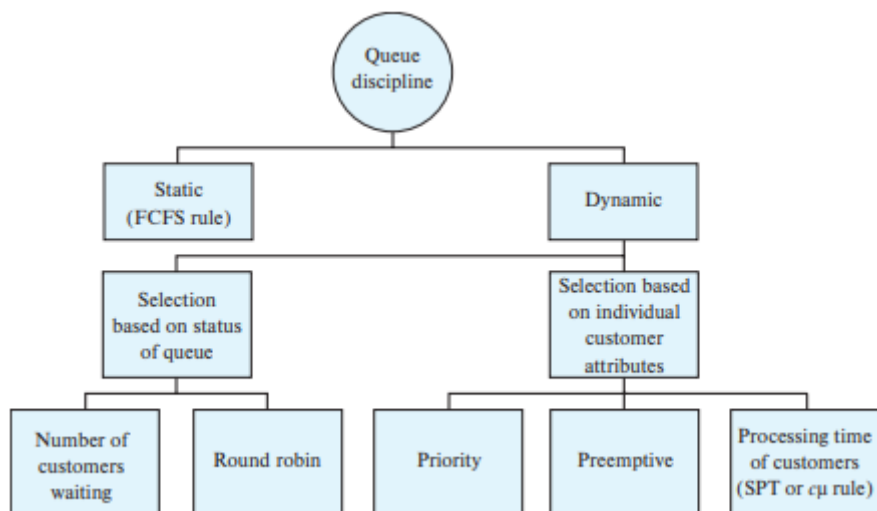 Queue
discipline
Static
(FCFS rule)
Dynamic
Selection
based on status
of queue
Selection based
on individual
customer
attributes
Number of
customers
waiting
Round robin
Priority
Preemptive
Processing time
of customers
(SPT or cμ rule)